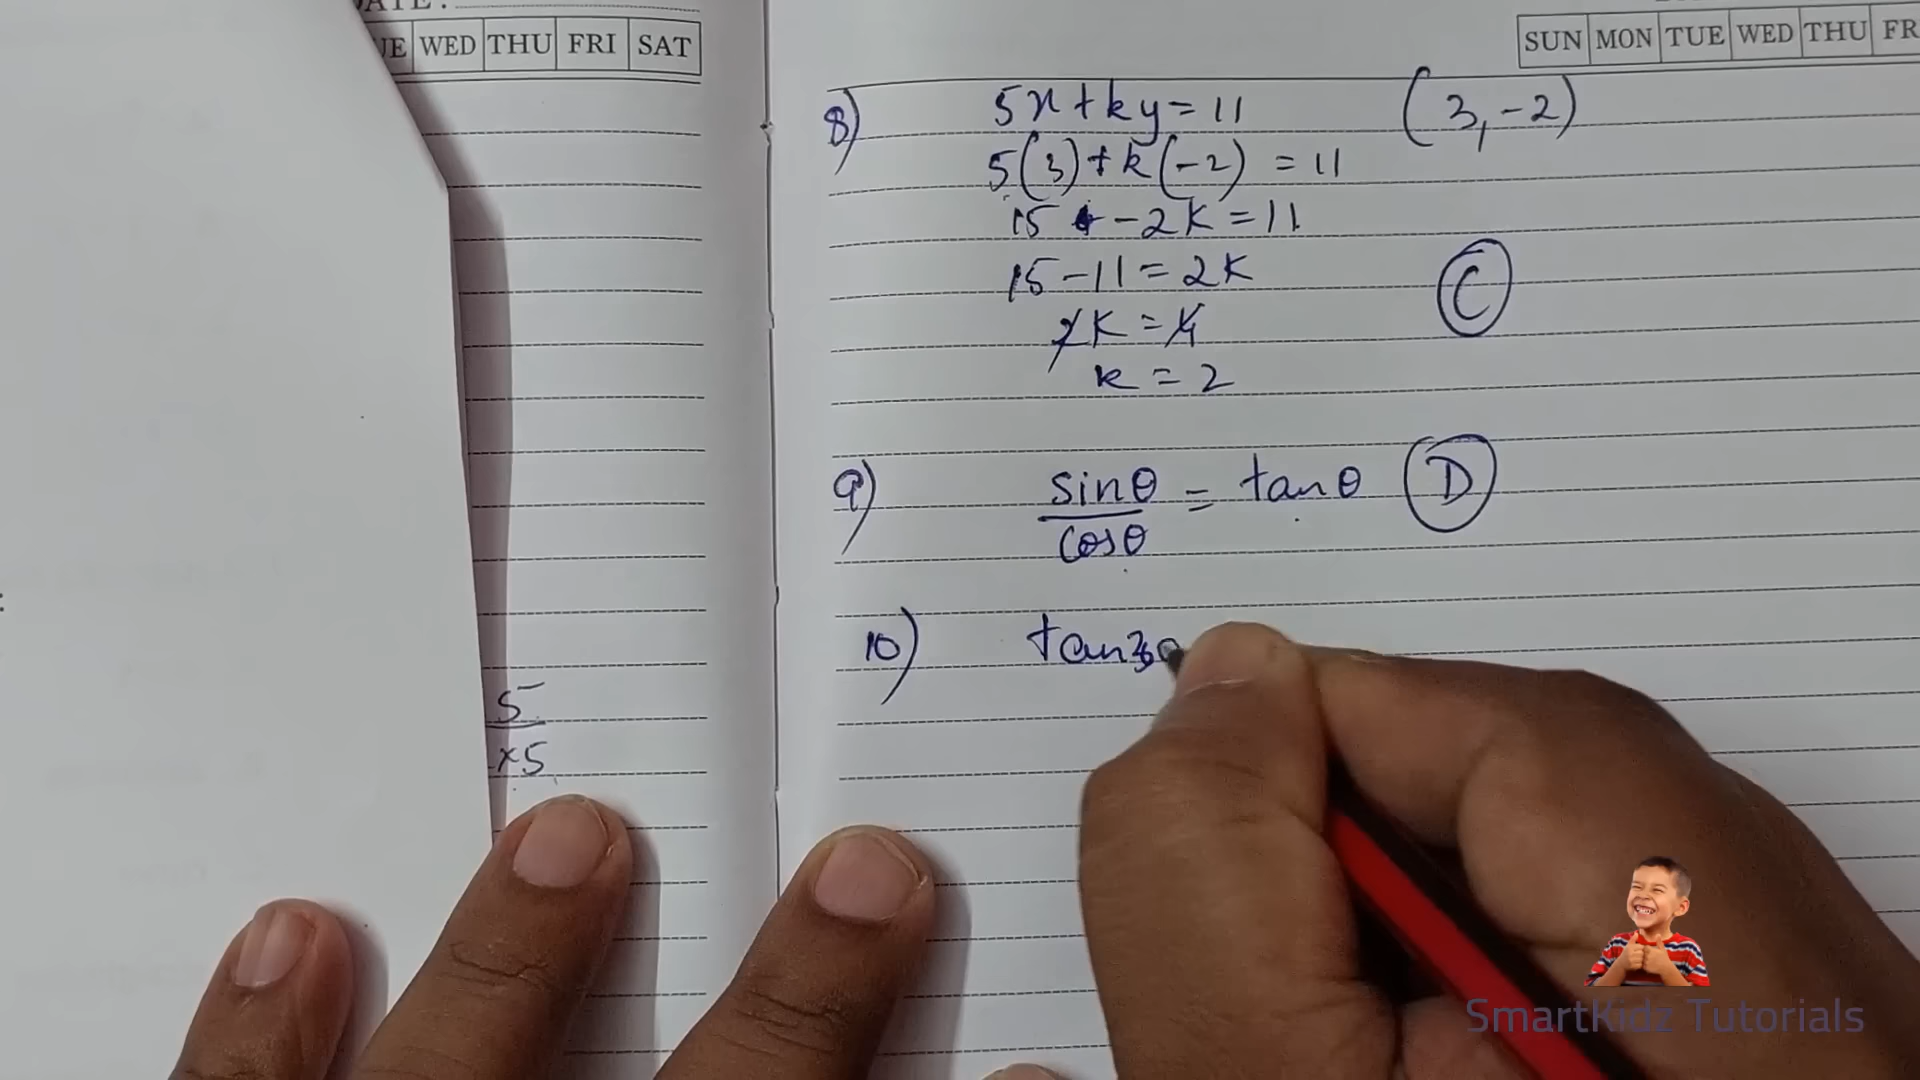 DATE:
UE WED THU FRI SAT
SUN MON TUE WED THU FR
8) 5x+ky=11 (3,-2)
5(3)+k(-2) = 11
15 -2k=11
15-11=2k
2k=4
k=2
C
9) sinθ/cosθ = tanθ D
10) tan30
5
×5
:
SmartKidz Tutorials